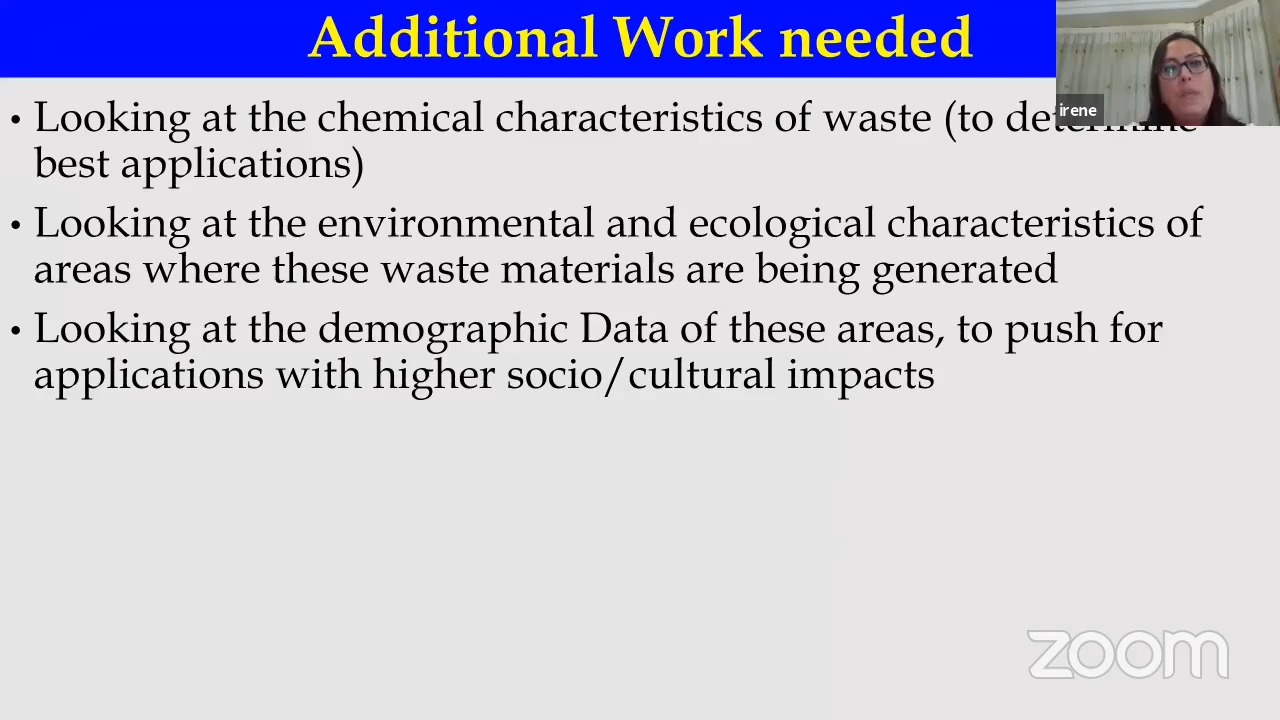 Additional Work needed
irene
• Looking at the chemical characteristics of waste (to determine
best applications)
• Looking at the environmental and ecological characteristics of
areas where these waste materials are being generated
• Looking at the demographic Data of these areas, to push for
applications with higher socio/cultural impacts
zoom